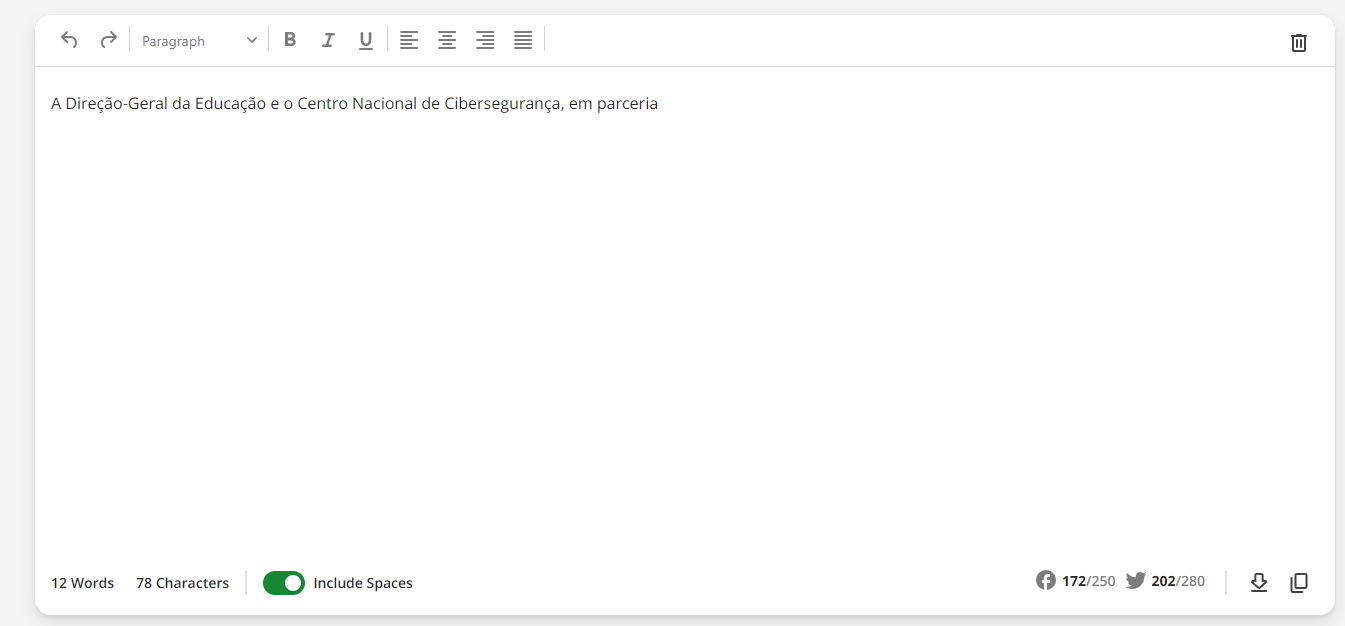 Paragraph B I U
A Direção-Geral da Educação e o Centro Nacional de Cibersegurança, em parceria
12 Words 78 Characters Include Spaces 172/250 202/280